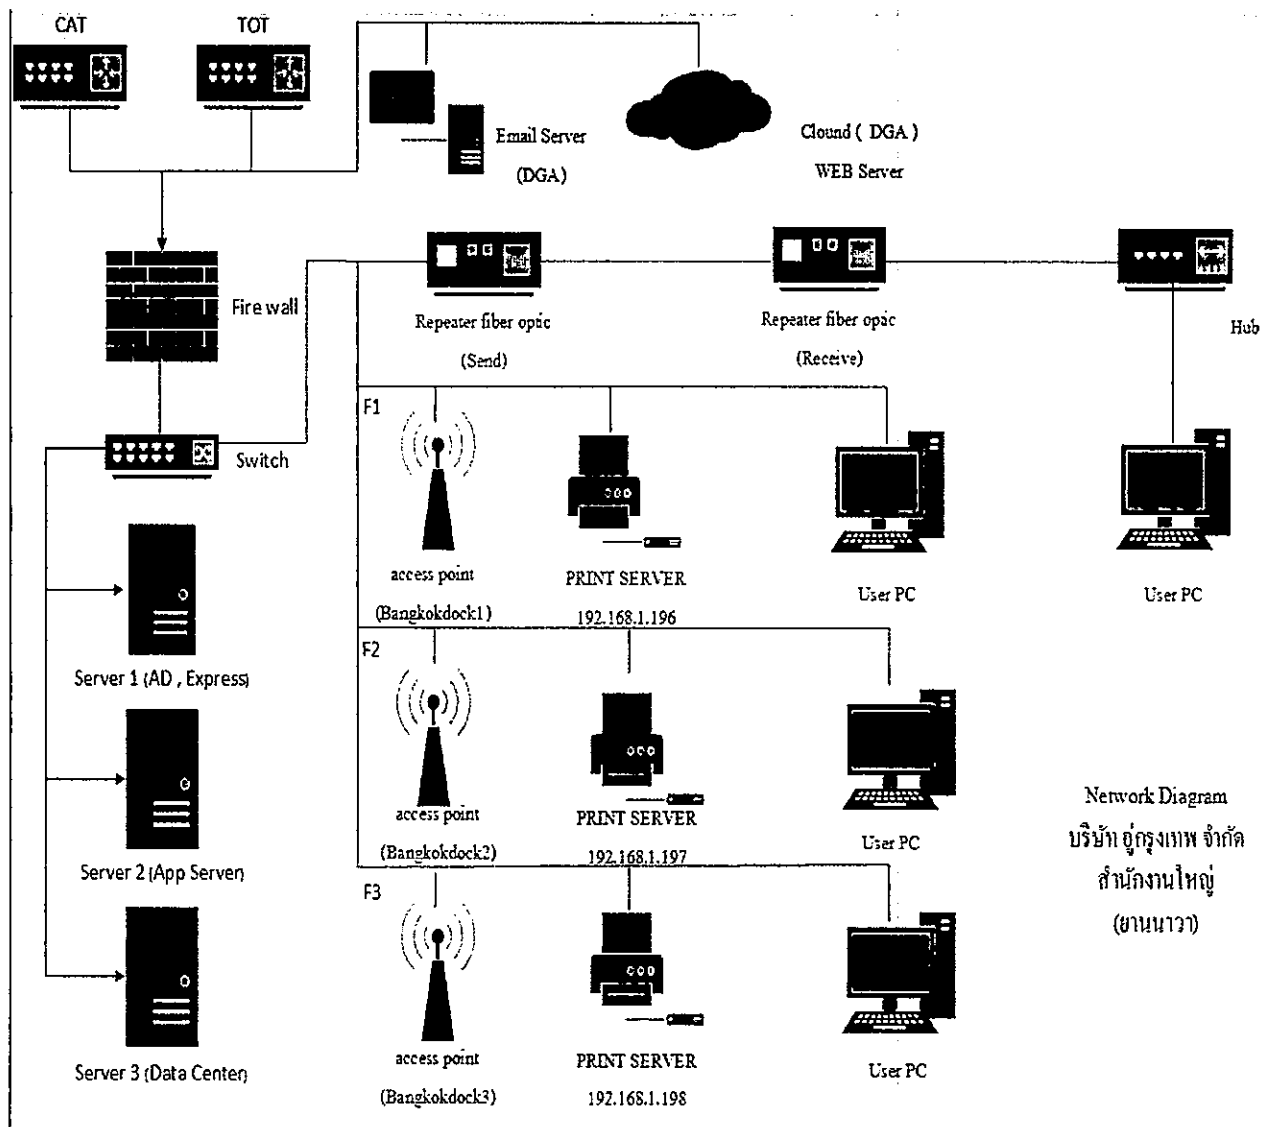 CAT
TOT
Email Server
(DGA)
Clound ( DGA )
WEB Server
Fire wall
Repeater fiber optic
(Send)
Repeater fiber optic
(Receive)
Hub
Switch
F1
access point
(Bangkokdock1)
PRINT SERVER
192.168.1.196
User PC
User PC
Server 1 (AD , Express)
F2
access point
(Bangkokdock2)
PRINT SERVER
192.168.1.197
User PC
Server 2 (App Server)
Network Diagram
บริษัท อู่กรุงเทพ จำกัด
สำนักงานใหญ่
(ยานนาวา)
F3
access point
(Bangkokdock3)
PRINT SERVER
192.168.1.198
User PC
Server 3 (Data Center)